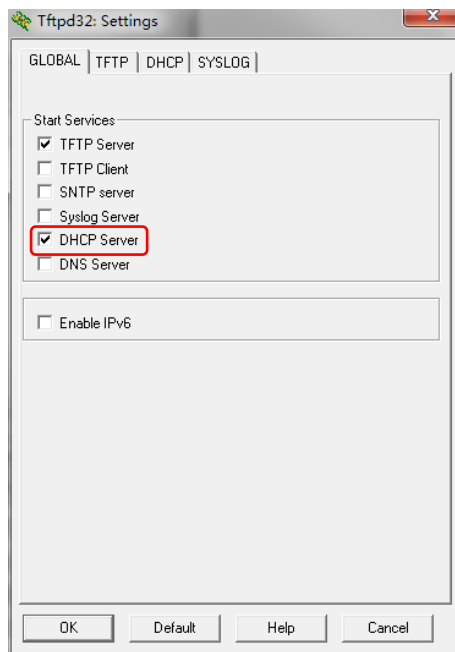 Tftpd32: Settings
GLOBAL TFTP DHCP SYSLOG
Start Services
TFTP Server
TFTP Client
SNTP server
Syslog Server
DHCP Server
DNS Server
Enable IPv6
OK Default Help Cancel